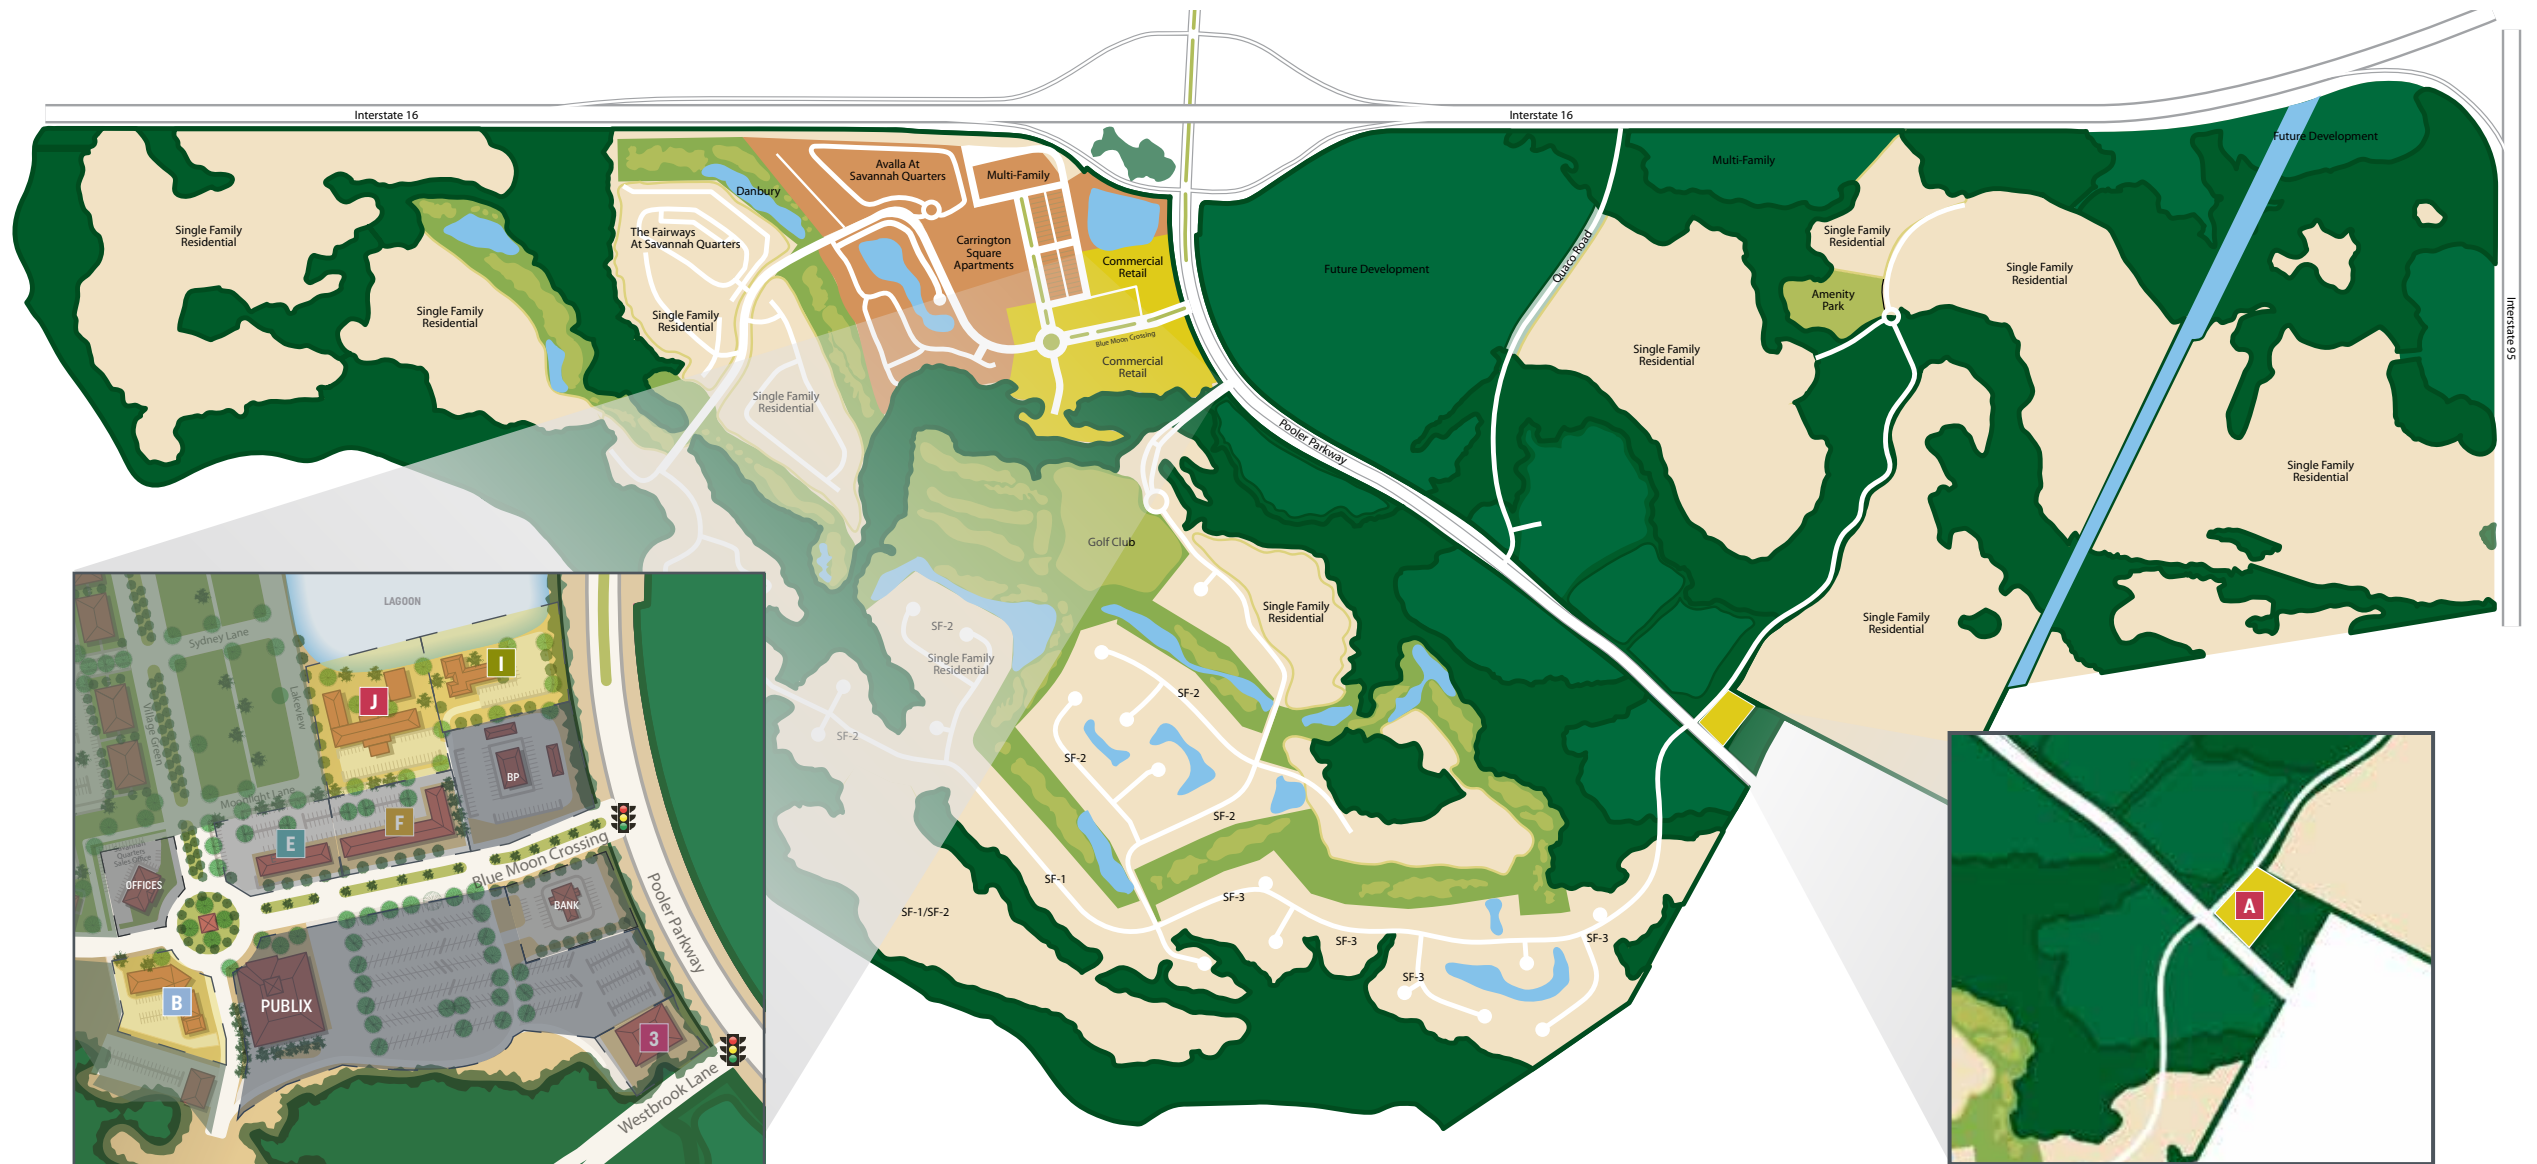 Interstate 16
Interstate 16
Future Development
Multi-Family
Avalla At
Savannah Quarters
Multi-Family
Danbury
Single Family
Residential
The Fairways
At Savannah Quarters
Carrington
Square
Apartments
Commercial
Retail
Future Development
Quaco Road
Single Family
Residential
Single Family
Residential
Amenity
Park
Interstate 95
Single Family
Residential
Single Family
Residential
Blue Moon Crossing
Commercial
Retail
Single Family
Residential
Single Family
Residential
Pooler Parkway
Single Family
Residential
Golf Club
Single Family
Residential
Single Family
Residential
SF-2
Single Family
Residential
SF-2
SF-2
SF-2
SF-2
SF-1
SF-3
SF-1/SF-2
SF-3
SF-3
SF-3
LAGOON
Sydney Lane
Lakeview
Village Green
I
J
BP
Moonlight Lane
F
E
Savannah
Quarters
Sales Office
OFFICES
Blue Moon Crossing
BANK
Pooler Parkway
B
PUBLIX
3
Westbrook Lane
A